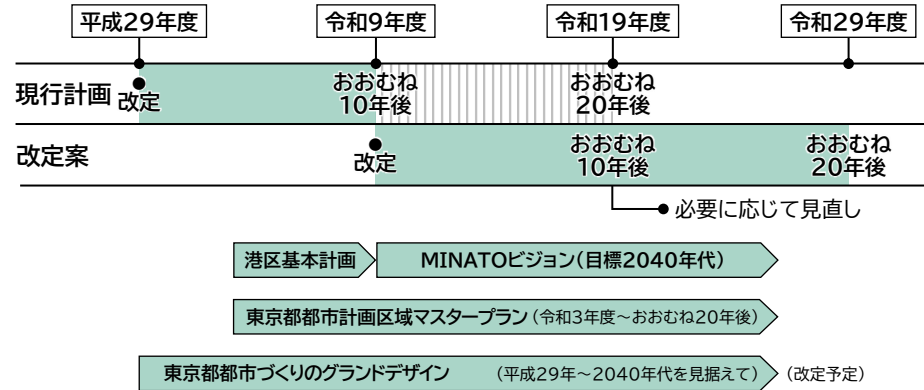 平成29年度
令和9年度
令和19年度
令和29年度
現行計画
改定
おおむね
10年後
おおむね
20年後
改定案
改定
おおむね
10年後
おおむね
20年後
必要に応じて見直し
港区基本計画
MINATOビジョン(目標2040年代)
東京都都市計画区域マスタープラン(令和3年度~おおむね20年後)
東京都都市づくりのグランドデザイン (平成29年~2040年代を見据えて) (改定予定)